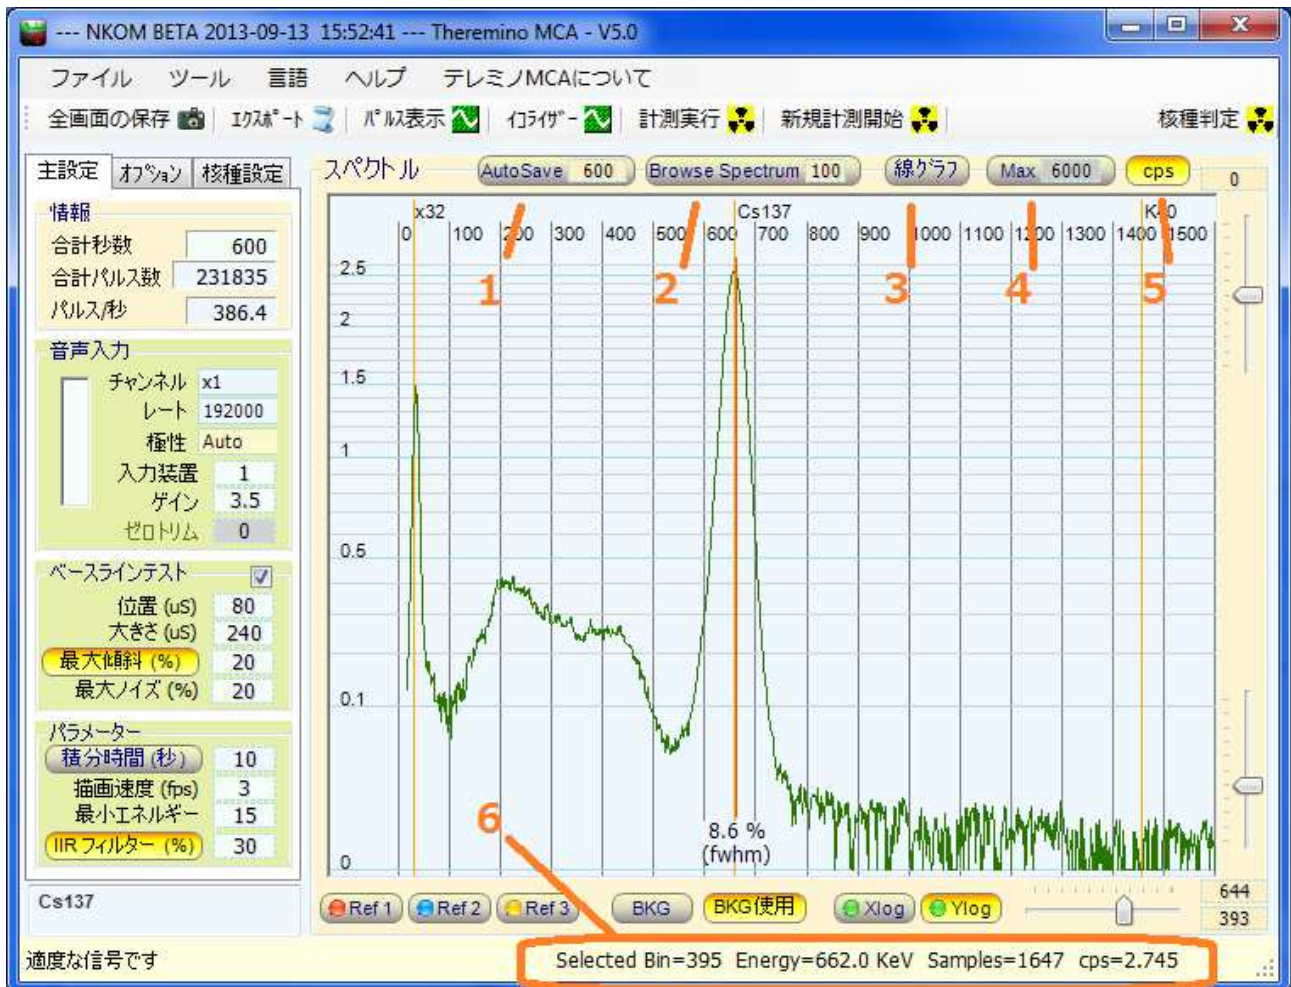 --- NKOM BETA 2013-09-13 15:52:41 --- Theremino MCA - V5.0
ファイル ツール 言語 ヘルプ テレミノMCAについて
全画面の保存 ｴｸｽﾎﾟｰﾄ ﾊﾟﾙｽ表示 ｲｺﾗｲｻﾞｰ 計測実行 新規計測開始 核種判定
主設定 ｵﾌﾟｼｮﾝ 核種設定
情報
合計秒数 600
合計パルス数 231835
パルス/秒 386.4
音声入力
チャンネル x1
レート 192000
極性 Auto
入力装置 1
ゲイン 3.5
ゼロトリム 0
ベースラインテスト
位置 (uS) 80
大きさ (uS) 240
最大傾斜 (%) 20
最大ノイズ (%) 20
パラメーター
積分時間 (秒) 10
描画速度 (fps) 3
最小エネルギー 15
IIR フィルター (%) 30
Cs137
適度な信号です
スペクトル AutoSave 600 Browse Spectrum 100 線ｸﾞﾗﾌ Max 6000 cps 0
x32 Cs137 K40
0 100 200 300 400 500 600 700 800 900 1000 1100 1200 1300 1400 1500
1 2 3 4 5
2.5
2
1.5
1
0.5
0.1
0
6
8.6 %
(fwhm)
Ref 1 Ref 2 Ref 3 BKG BKG使用 Xlog Ylog
644
393
Selected Bin=395 Energy=662.0 KeV Samples=1647 cps=2.745